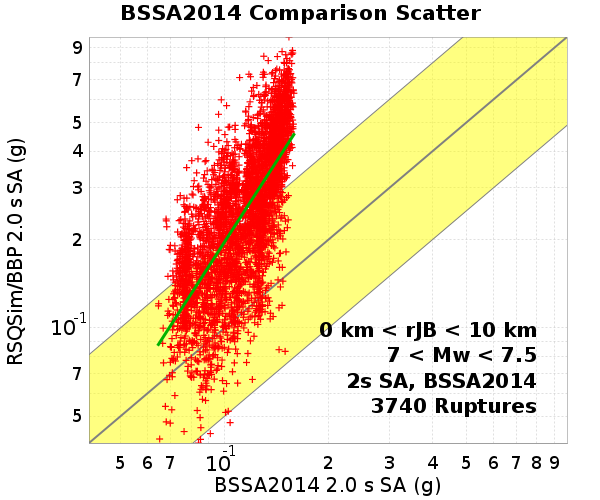 BSSA2014 Comparison Scatter
RSQSim/BBP 2.0 s SA (g)
9
7
5
4
3
2
10-1
7
5
0 km < rJB < 10 km
7 < Mw < 7.5
2s SA, BSSA2014
3740 Ruptures
5 6 7 10-1 2 3 4 5 6 7 8 9
BSSA2014 2.0 s SA (g)